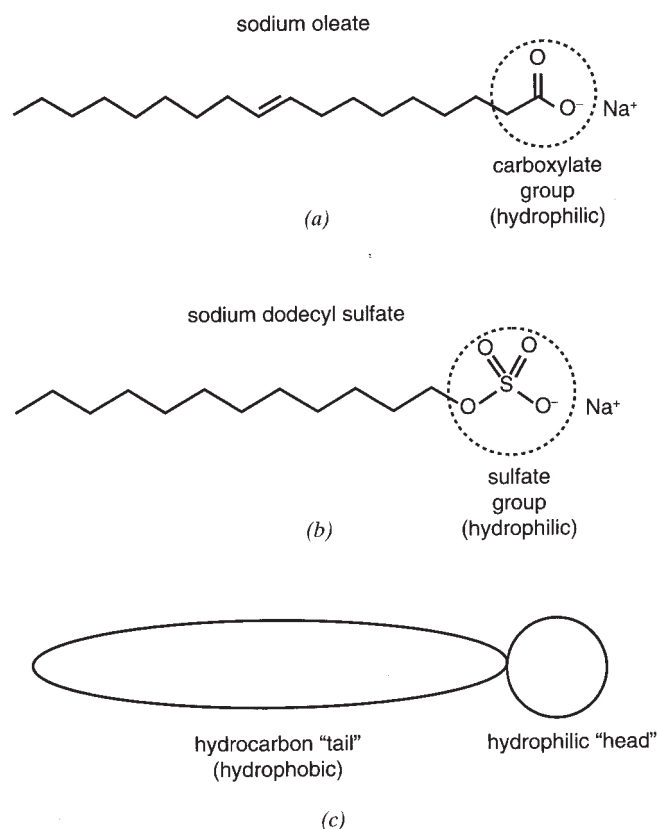 sodium oleate
O
O⁻ Na⁺
carboxylate
group
(hydrophilic)
(a)
sodium dodecyl sulfate
O O
S
O O⁻ Na⁺
sulfate
group
(hydrophilic)
(b)
hydrocarbon “tail”
(hydrophobic)
hydrophilic “head”
(c)